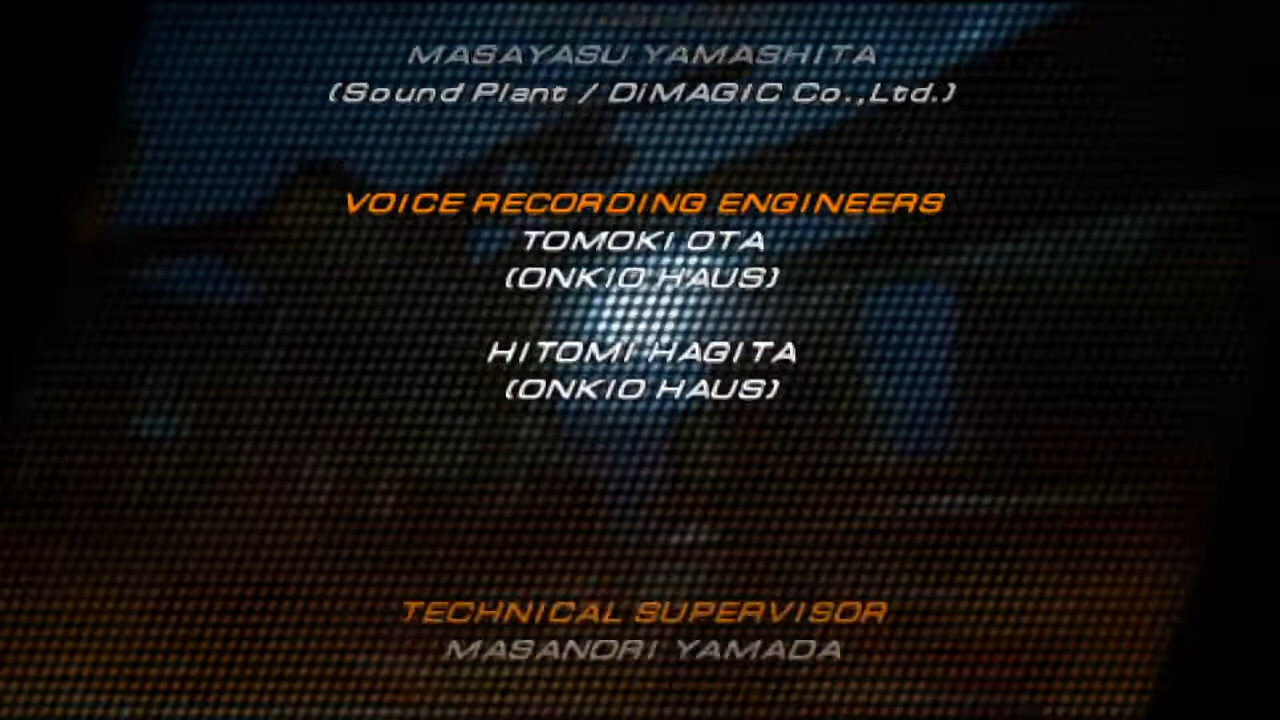 MASAYASU YAMASHITA
(Sound Plant / DiMAGIC Co.,Ltd.)
VOICE RECORDING ENGINEERS
TOMOKI OTA
(ONKIO HAUS)
HITOMI HAGITA
(ONKIO HAUS)
TECHNICAL SUPERVISOR
MASANORI YAMADA